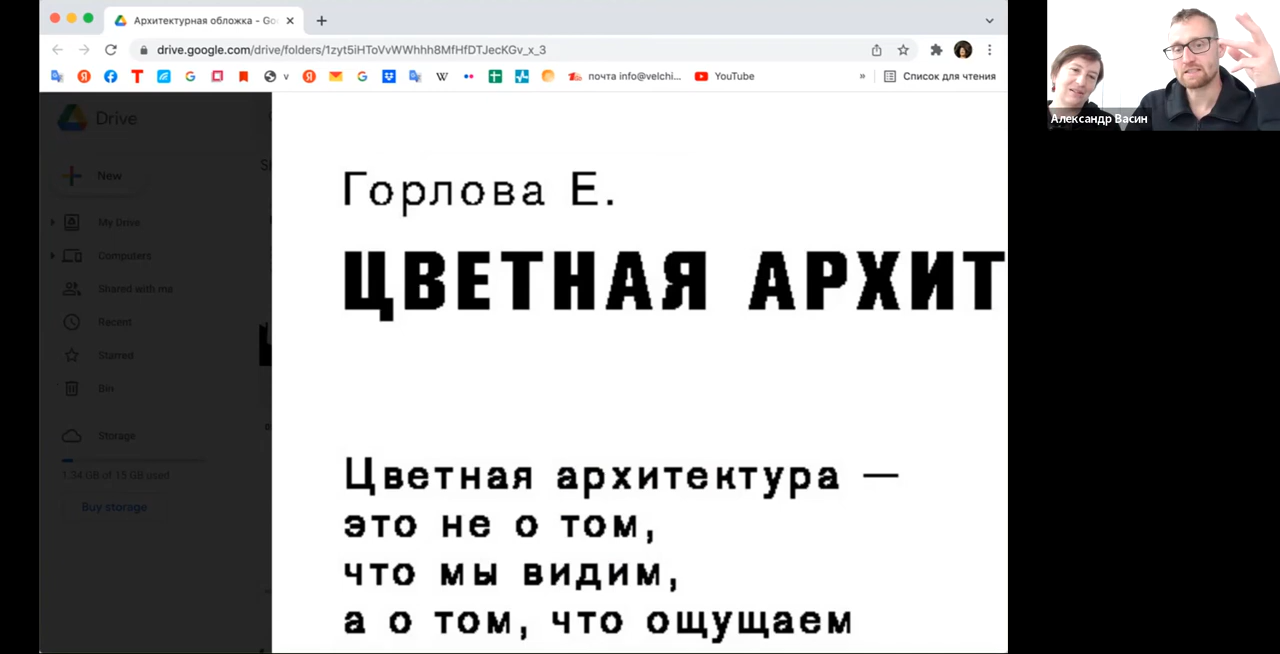 Архитектурная обложка - Go
drive.google.com/drive/folders/1zyt5iHToVvWWhhh8MfHfDTJecKGv_x_3
v
почта info@velchi...
YouTube
»
Список для чтения
Drive
New
My Drive
Computers
Shared with me
Recent
Starred
Bin
Storage
1.34 GB of 15 GB used
Buy storage
Горлова Е.
ЦВЕТНАЯ АРХИТ
Цветная архитектура —
это не о том,
что мы видим,
а о том, что ощущаем
Александр Васин